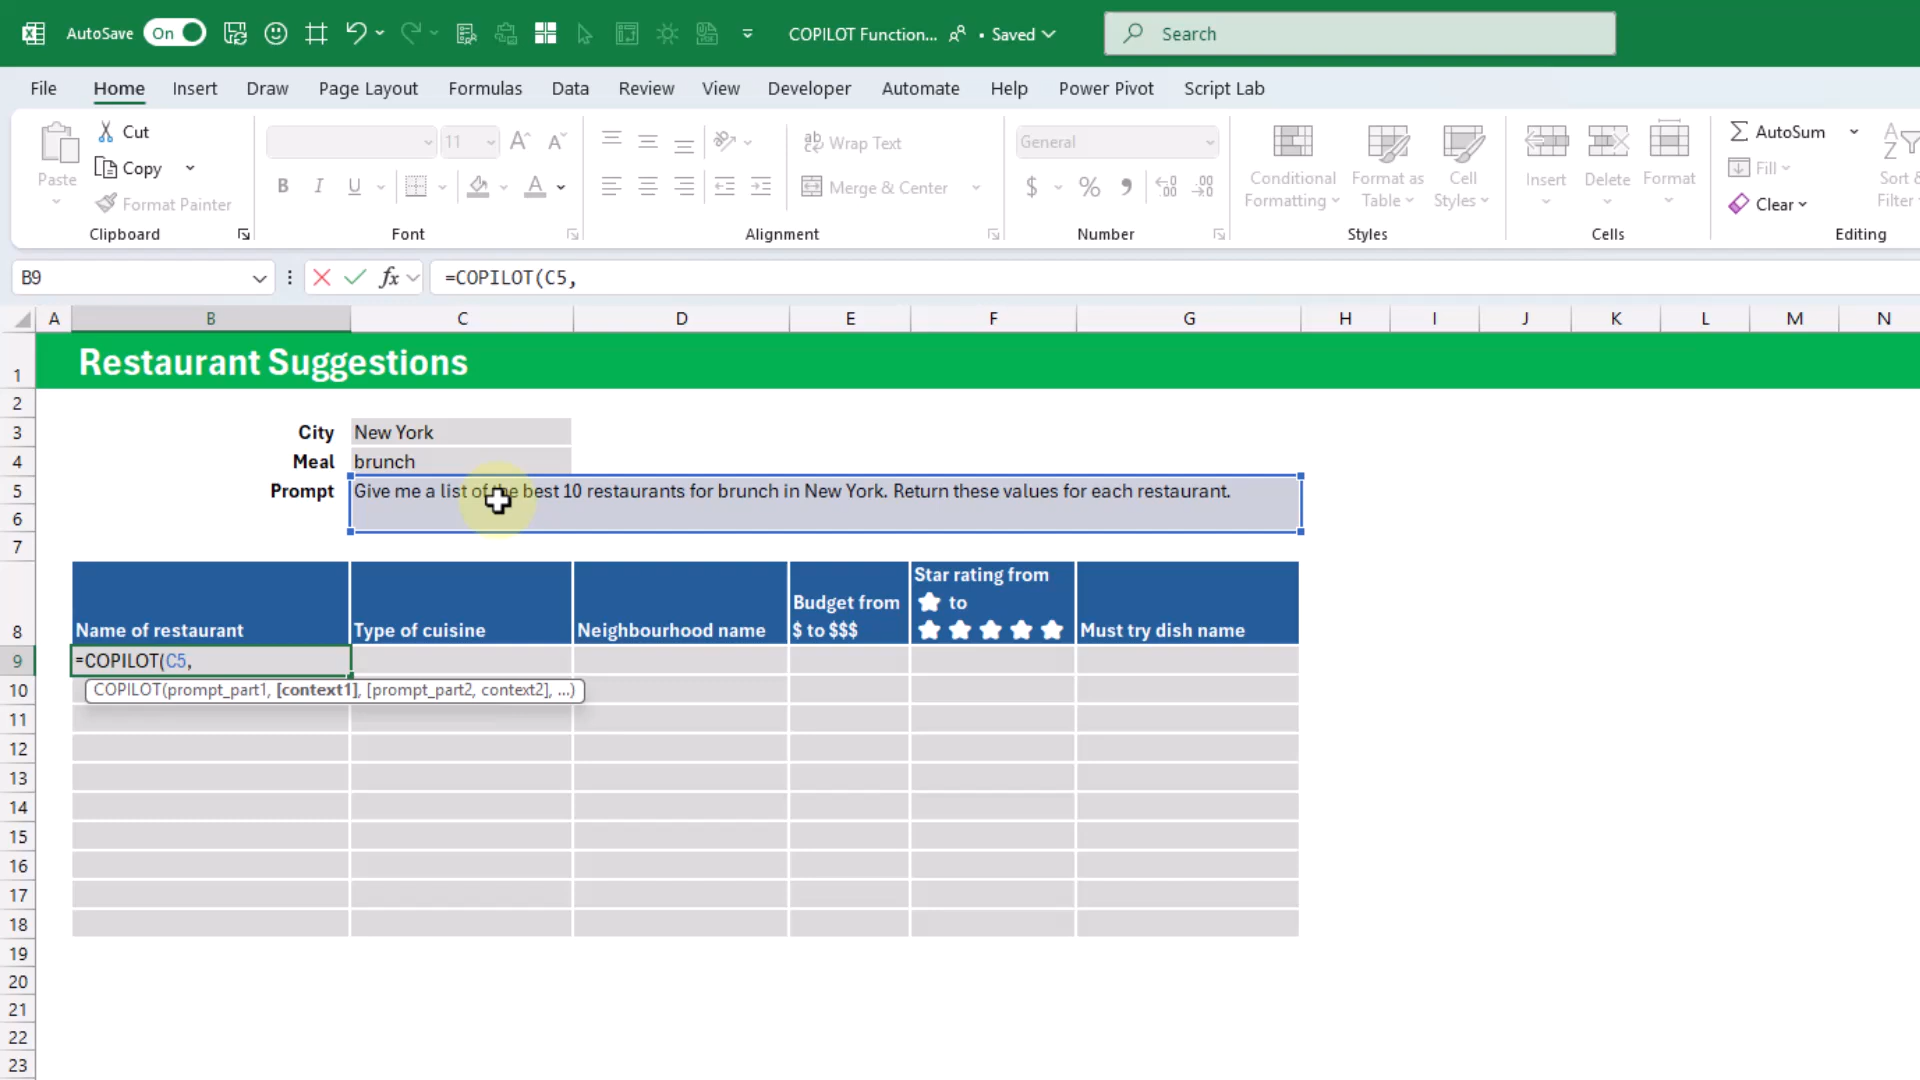 AutoSave On COPILOT Function... • Saved Search
File Home Insert Draw Page Layout Formulas Data Review View Developer Automate Help Power Pivot Script Lab
Paste
Cut
Copy
Format Painter
Clipboard
11
B I U
Font
Wrap Text
Merge & Center
Alignment
General
$ % 9
Number
Conditional Formatting
Format as Table
Cell Styles
Styles
Insert
Delete
Format
Cells
AutoSum
Fill
Clear
Sort &
Filter
Editing
B9 fx =COPILOT(C5,
A B C D E F G H I J K L M N
1 Restaurant Suggestions
2
3 City New York
4 Meal brunch
5 Prompt Give me a list of the best 10 restaurants for brunch in New York. Return these values for each restaurant.
6
7
8 Name of restaurant Type of cuisine Neighbourhood name Budget from $ to $$$ Star rating from to Must try dish name
9 =COPILOT(C5,
10 COPILOT(prompt_part1, [context1], [prompt_part2, context2], ...)
11
12
13
14
15
16
17
18
19
20
21
22
23